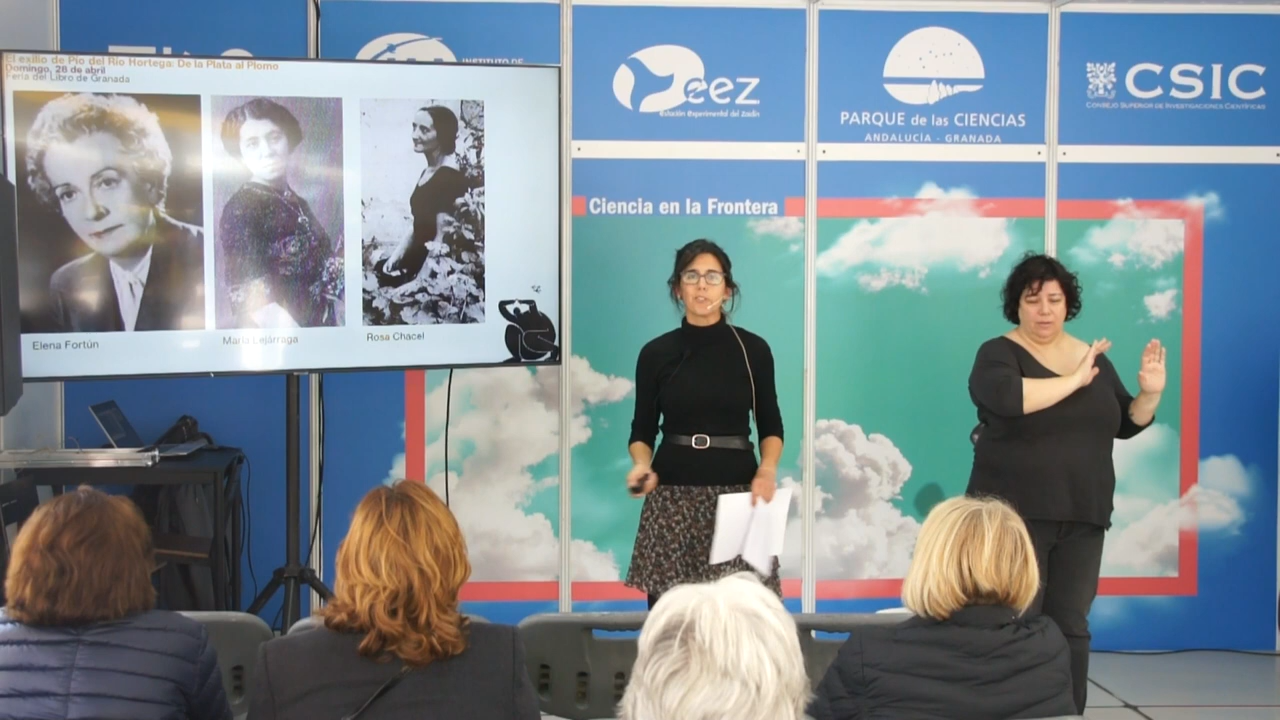 El exilio de Pío del Río Hortega: De la Plata al Plomo
Domingo, 28 de abril
Feria del Libro de Granada
Elena Fortún
María Lejárraga
Rosa Chacel
INSTITUTO DE
eez
Estación Experimental del Zaidín
PARQUE de las CIENCIAS
ANDALUCÍA - GRANADA
CSIC
CONSEJO SUPERIOR DE INVESTIGACIONES CIENTÍFICAS
Ciencia en la Frontera